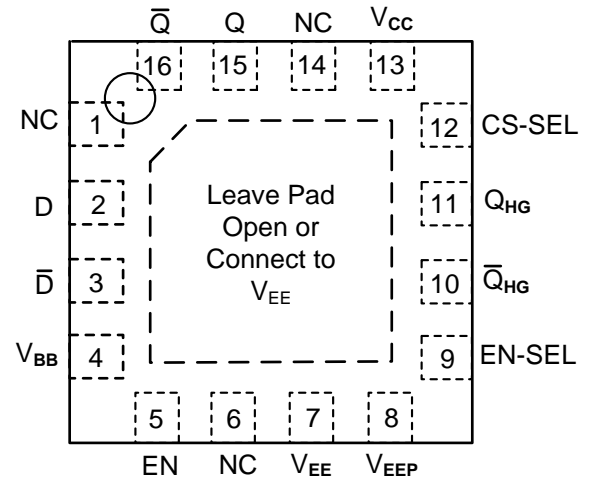 Q̅ Q NC VCC
16 15 14 13
NC 1 12 CS-SEL
D 2 11 QHG
D̅ 3 10 Q̅HG
VBB 4 9 EN-SEL
Leave Pad
Open or
Connect to
VEE
5 6 7 8
EN NC VEE VEEP